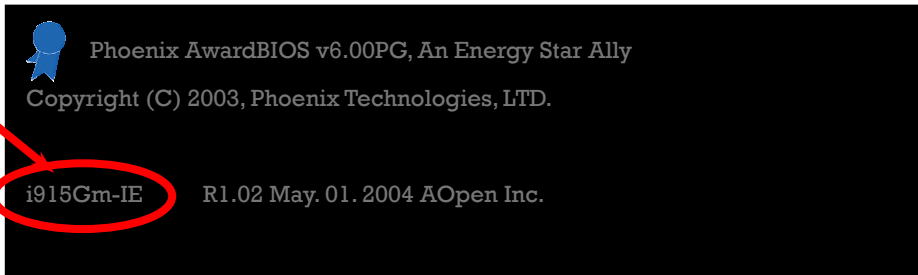 Phoenix AwardBIOS v6.00PG, An Energy Star Ally
Copyright (C) 2003, Phoenix Technologies, LTD.
i915Gm-IE R1.02 May. 01. 2004 AOpen Inc.